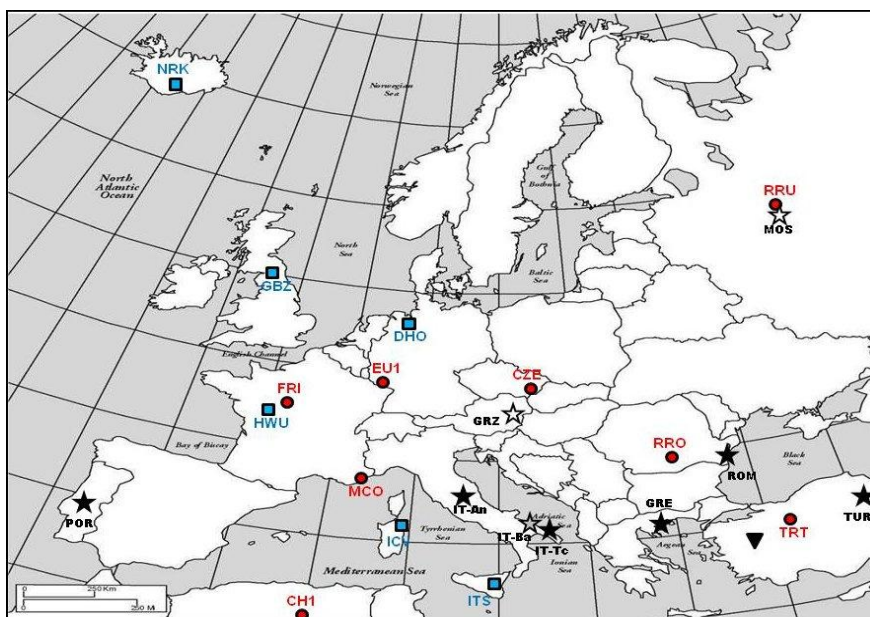 NRK
Norwegian
Sea
North
Atlantic
Ocean
Gulf
of
Bothnia
RRU
MOS
North
Sea
Baltic
Sea
GBZ
DHO
English Channel
EU1
CZE
FRI
HWU
GRZ
Bay of Biscay
RRO
Black
Sea
ROM
MCO
POR
IT-An
GRE
TUR
Adriatic
Sea
Tyrrhenian
Sea
IT-Ba
IT-Tc
Aegean
Sea
TRT
Ionian
Sea
Mediterranean Sea
ITS
CH1
0
250 Km
0
250 Mi